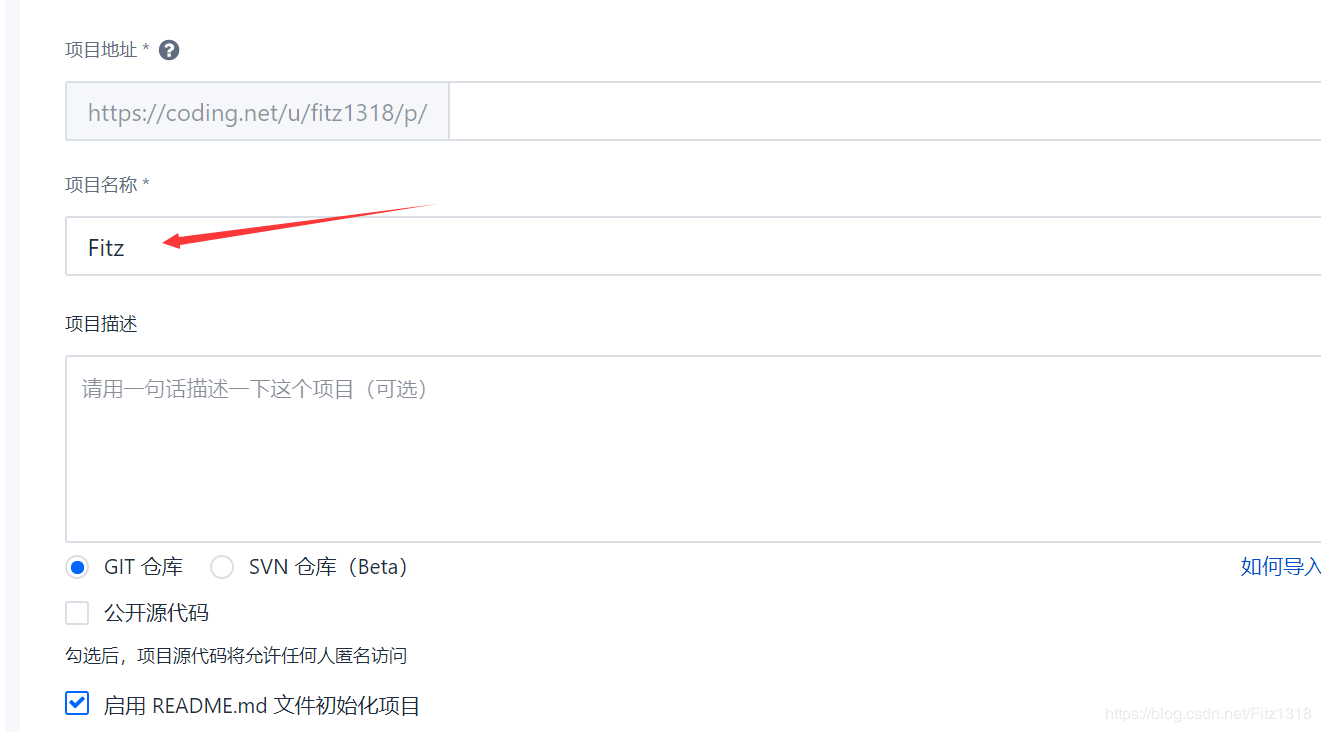 项目地址 *
https://coding.net/u/fitz1318/p/
项目名称 *
Fitz
项目描述
请用一句话描述一下这个项目（可选）
GIT 仓库 SVN 仓库（Beta） 如何导入
公开源代码
勾选后，项目源代码将允许任何人匿名访问
启用 README.md 文件初始化项目
https://blog.csdn.net/Fitz1318